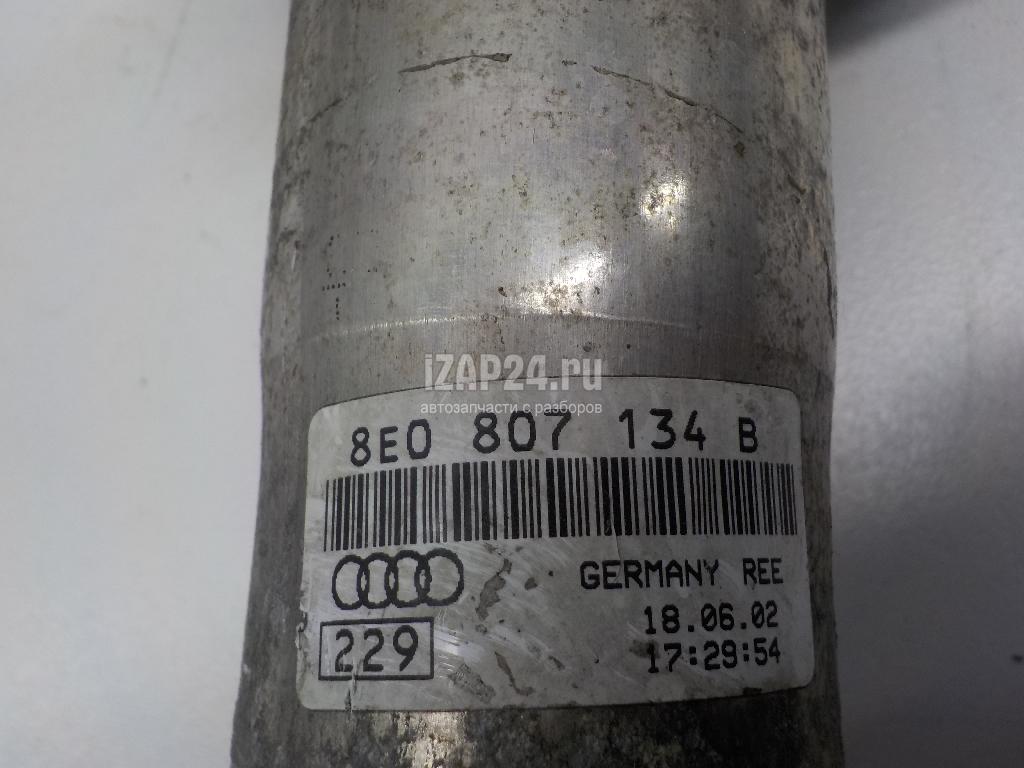 iZAP24.ru
автозапчасти с разборов
8E0 807 134 B
GERMANY REE
18.06.02
229
17:29:54